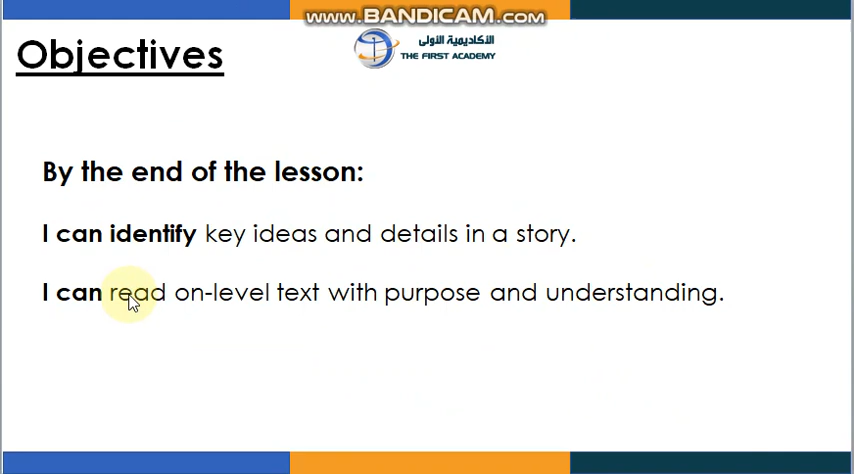 www.BANDICAM.com
Objectives
الأكاديمية الأولى
THE FIRST ACADEMY
By the end of the lesson:
I can identify key ideas and details in a story.
I can read on-level text with purpose and understanding.